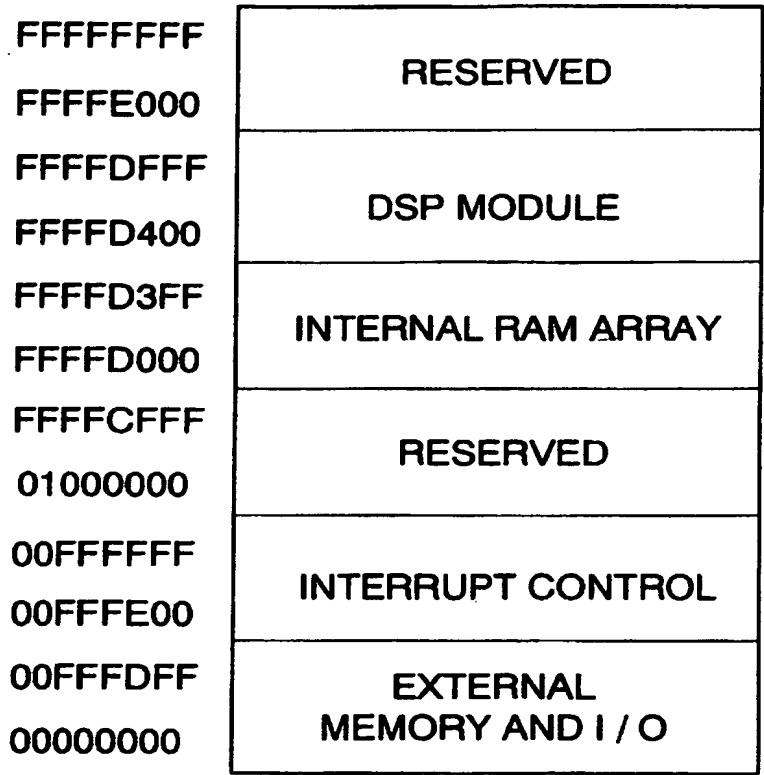 FFFFFFFF
RESERVED
FFFFE000
FFFFDFFF
DSP MODULE
FFFFD400
FFFFD3FF
INTERNAL RAM ARRAY
FFFFD000
FFFFCFFF
RESERVED
01000000
00FFFFFF
INTERRUPT CONTROL
00FFFE00
00FFFDFF
EXTERNAL
MEMORY AND I / O
00000000